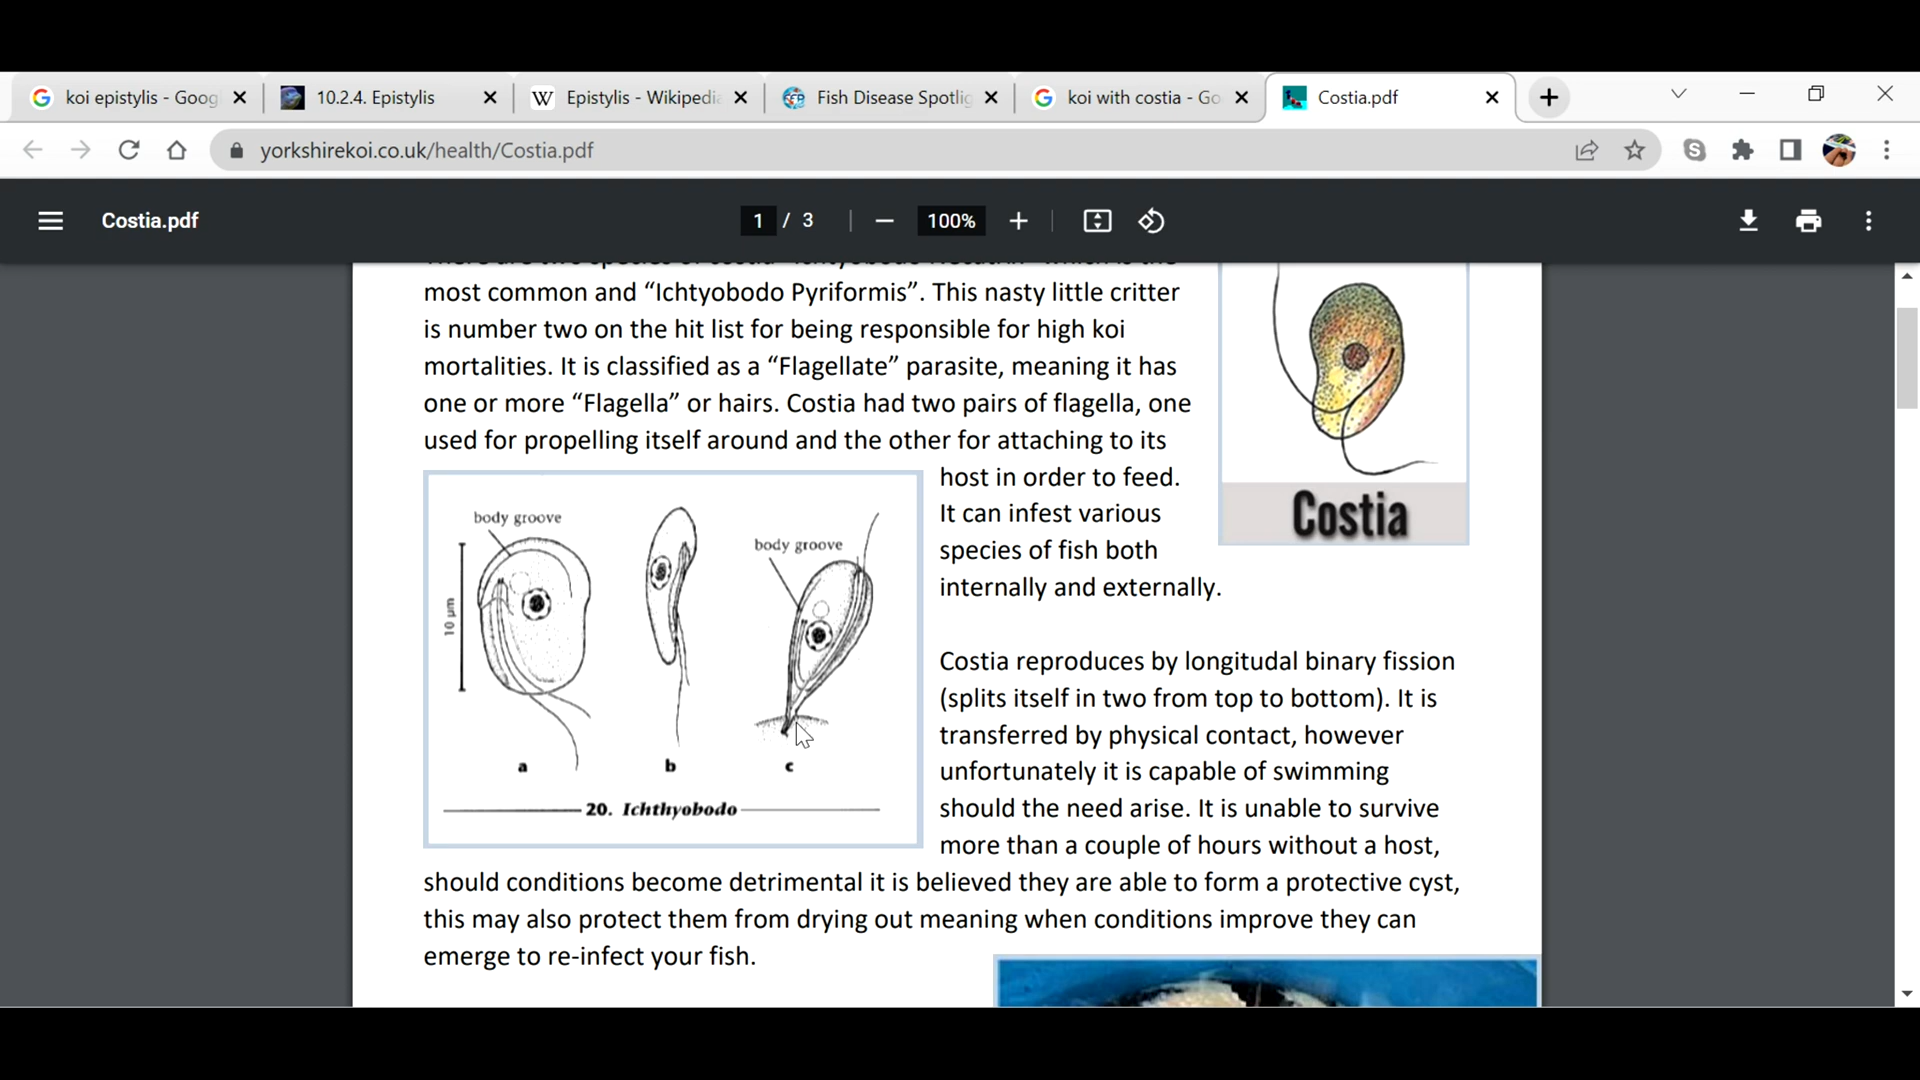 koi epistylis - Goog
10.2.4. Epistylis
Epistylis - Wikipedia
Fish Disease Spotlig
koi with costia - Go
Costia.pdf
yorkshirekoi.co.uk/health/Costia.pdf
Costia.pdf
1 / 3
100%
most common and “Ichtyobodo Pyriformis”. This nasty little critter
is number two on the hit list for being responsible for high koi
mortalities. It is classified as a “Flagellate” parasite, meaning it has
one or more “Flagella” or hairs. Costia had two pairs of flagella, one
used for propelling itself around and the other for attaching to its
host in order to feed.
It can infest various
species of fish both
internally and externally.
Costia
body groove
body groove
10 µm
a
b
c
20. Ichthyobodo
Costia reproduces by longitudal binary fission
(splits itself in two from top to bottom). It is
transferred by physical contact, however
unfortunately it is capable of swimming
should the need arise. It is unable to survive
more than a couple of hours without a host,
should conditions become detrimental it is believed they are able to form a protective cyst,
this may also protect them from drying out meaning when conditions improve they can
emerge to re-infect your fish.